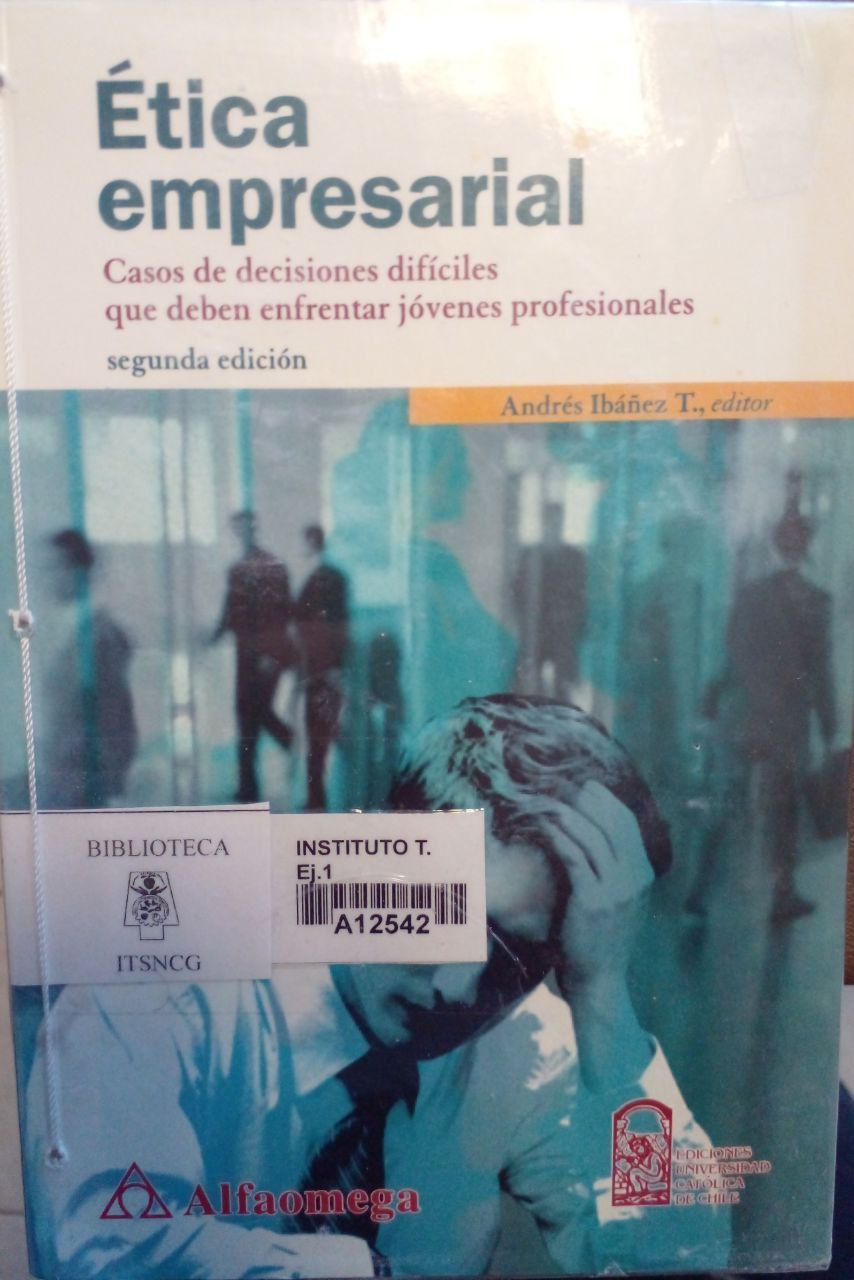 Ética
empresarial
Casos de decisiones difíciles
que deben enfrentar jóvenes profesionales
segunda edición
Andrés Ibáñez T., editor
BIBLIOTECA
ITSNCG
INSTITUTO T.
Ej.1
A12542
Alfaomega
EDICIONES
UNIVERSIDAD
CATÓLICA
DE CHILE